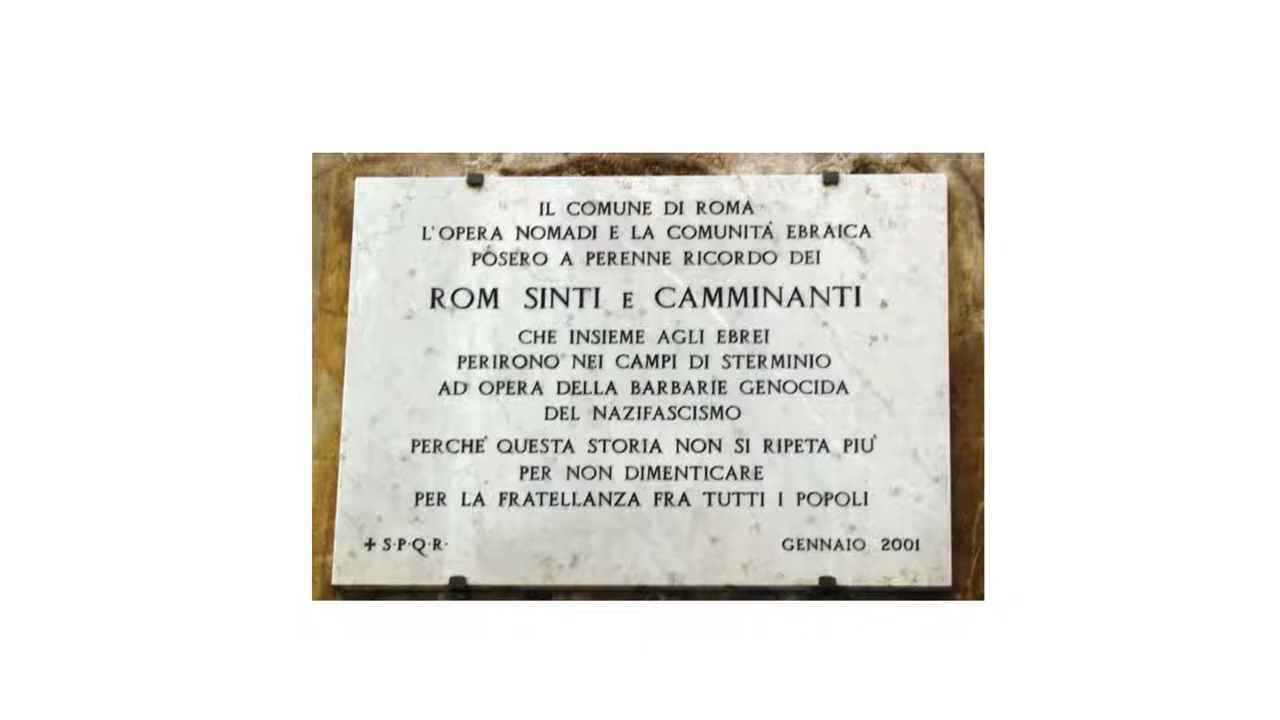 IL COMUNE DI ROMA
L'OPERA NOMADI E LA COMUNITÁ EBRAICA
POSERO A PERENNE RICORDO DEI
ROM SINTI E CAMMINANTI
CHE INSIEME AGLI EBREI
PERIRONO NEI CAMPI DI STERMINIO
AD OPERA DELLA BARBARIE GENOCIDA
DEL NAZIFASCISMO
PERCHE' QUESTA STORIA NON SI RIPETA PIU'
PER NON DIMENTICARE
PER LA FRATELLANZA FRA TUTTI I POPOLI
✚ S·P·Q·R· GENNAIO 2001